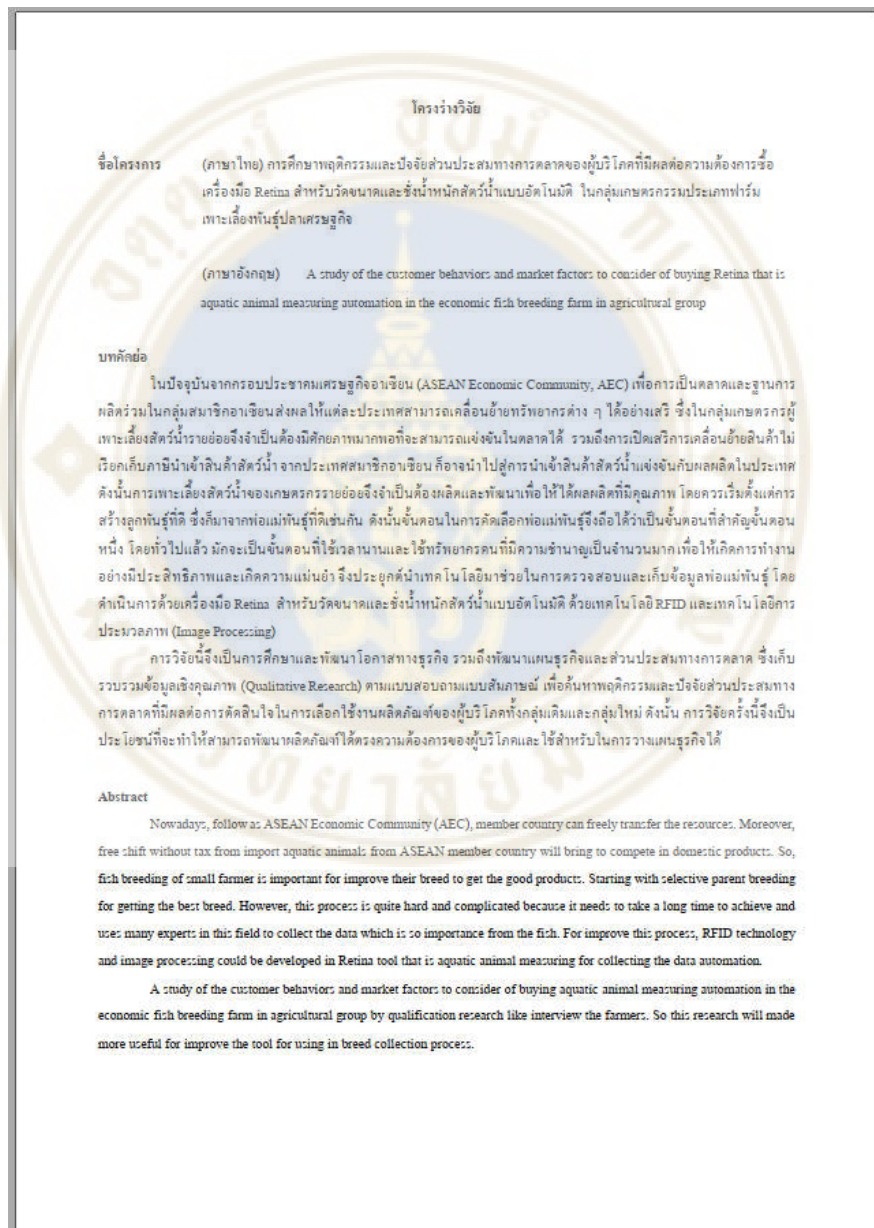 โครงร่างวิจัย
ชื่อโครงการ (ภาษาไทย) การศึกษาพฤติกรรมและปัจจัยส่วนประสมทางการตลาดของผู้บริโภคที่มีผลต่อความต้องการซื้อ
เครื่องมือ Retina สำหรับวัดขนาดและชั่งน้ำหนักสัตว์น้ำแบบอัตโนมัติ ในกลุ่มเกษตรกรรมประเภทฟาร์ม
เพาะเลี้ยงพันธุ์ปลาเศรษฐกิจ
(ภาษาอังกฤษ) A study of the customer behaviors and market factors to consider of buying Retina that is
aquatic animal measuring automation in the economic fish breeding farm in agricultural group
บทคัดย่อ
ในปัจจุบันจากกรอบประชาคมเศรษฐกิจอาเซียน (ASEAN Economic Community, AEC) เพื่อการเป็นตลาดและฐานการ
ผลิตร่วมในกลุ่มสมาชิกอาเซียนส่งผลให้แต่ละประเทศสามารถเคลื่อนย้ายทรัพยากรต่าง ๆ ได้อย่างเสรี ซึ่งในกลุ่มเกษตรกรผู้
เพาะเลี้ยงสัตว์น้ำรายย่อยจึงจำเป็นต้องมีศักยภาพมากพอที่จะสามารถแข่งขันในตลาดได้ รวมถึงการเปิดเสรีการเคลื่อนย้ายสินค้าไม่
เรียกเก็บภาษีนำเข้าสินค้าสัตว์น้ำ จากประเทศสมาชิกอาเซียน ก็อาจนำไปสู่การนำเข้าสินค้าสัตว์น้ำแข่งขันกับผลผลิตในประเทศ
ดังนั้นการเพาะเลี้ยงสัตว์น้ำของเกษตรกรรายย่อยจึงจำเป็นต้องผลิตและพัฒนาเพื่อให้ได้ผลผลิตที่มีคุณภาพ โดยควรเริ่มตั้งแต่การ
สร้างลูกพันธุ์ที่ดี ซึ่งก็มาจากพ่อแม่พันธุ์ที่ดีเช่นกัน ดังนั้นขั้นตอนในการคัดเลือกพ่อแม่พันธุ์จึงถือได้ว่าเป็นขั้นตอนที่สำคัญขั้นตอน
หนึ่ง โดยทั่วไปแล้ว มักจะเป็นขั้นตอนที่ใช้เวลานานและใช้ทรัพยากรคนที่มีความชำนาญเป็นจำนวนมาก เพื่อให้เกิดการทำงาน
อย่างมีประสิทธิภาพและเกิดความแม่นยำ จึงประยุกต์นำเทคโนโลยีมาช่วยในการตรวจสอบและเก็บข้อมูลพ่อแม่พันธุ์ โดย
ดำเนินการด้วยเครื่องมือ Retina สำหรับวัดขนาดและชั่งน้ำหนักสัตว์น้ำแบบอัตโนมัติ ด้วยเทคโนโลยี RFID และเทคโนโลยีการ
ประมวลภาพ (Image Processing)
การวิจัยนี้จึงเป็นการศึกษาและพัฒนาโอกาสทางธุรกิจ รวมถึงพัฒนาแผนธุรกิจและส่วนประสมทางการตลาด ซึ่งเก็บ
รวบรวมข้อมูลเชิงคุณภาพ (Qualitative Research) ตามแบบสอบถามแบบสัมภาษณ์ เพื่อค้นหาพฤติกรรมและปัจจัยส่วนประสมทาง
การตลาดที่มีผลต่อการตัดสินใจในการเลือกใช้งานผลิตภัณฑ์ของผู้บริโภคทั้งกลุ่มเดิมและกลุ่มใหม่ ดังนั้น การวิจัยครั้งนี้จึงเป็น
ประโยชน์ที่จะทำให้สามารถพัฒนาผลิตภัณฑ์ได้ตรงความต้องการของผู้บริโภคและใช้สำหรับในการวางแผนธุรกิจได้
Abstract
Nowadays, follow as ASEAN Economic Community (AEC), member country can freely transfer the resources. Moreover,
free shift without tax from import aquatic animals from ASEAN member country will bring to compete in domestic products. So,
fish breeding of small farmer is important for improve their breed to get the good products. Starting with selective parent breeding
for getting the best breed. However, this process is quite hard and complicated because it needs to take a long time to achieve and
uses many experts in this field to collect the data which is so importance from the fish. For improve this process, RFID technology
and image processing could be developed in Retina tool that is aquatic animal measuring for collecting the data automation.
A study of the customer behaviors and market factors to consider of buying aquatic animal measuring automation in the
economic fish breeding farm in agricultural group by qualification research like interview the farmers. So this research will made
more useful for improve the tool for using in breed collection process.